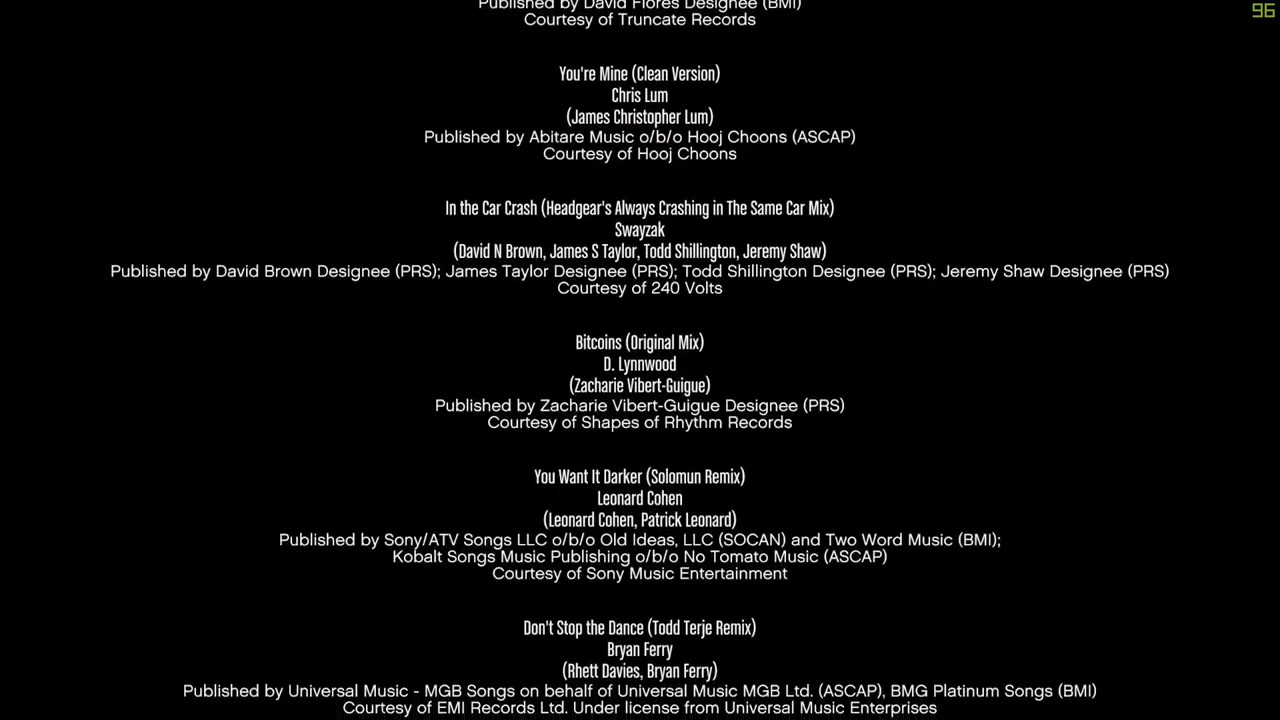 Published by David Flores Designee (BMI)
Courtesy of Truncate Records
96
You're Mine (Clean Version)
Chris Lum
(James Christopher Lum)
Published by Abitare Music o/b/o Hooj Choons (ASCAP)
Courtesy of Hooj Choons
In the Car Crash (Headgear's Always Crashing in The Same Car Mix)
Swayzak
(David N Brown, James S Taylor, Todd Shillington, Jeremy Shaw)
Published by David Brown Designee (PRS); James Taylor Designee (PRS); Todd Shillington Designee (PRS); Jeremy Shaw Designee (PRS)
Courtesy of 240 Volts
Bitcoins (Original Mix)
D. Lynnwood
(Zacharie Vibert-Guigue)
Published by Zacharie Vibert-Guigue Designee (PRS)
Courtesy of Shapes of Rhythm Records
You Want It Darker (Solomun Remix)
Leonard Cohen
(Leonard Cohen, Patrick Leonard)
Published by Sony/ATV Songs LLC o/b/o Old Ideas, LLC (SOCAN) and Two Word Music (BMI);
Kobalt Songs Music Publishing o/b/o No Tomato Music (ASCAP)
Courtesy of Sony Music Entertainment
Don't Stop the Dance (Todd Terje Remix)
Bryan Ferry
(Rhett Davies, Bryan Ferry)
Published by Universal Music - MGB Songs on behalf of Universal Music MGB Ltd. (ASCAP), BMG Platinum Songs (BMI)
Courtesy of EMI Records Ltd. Under license from Universal Music Enterprises